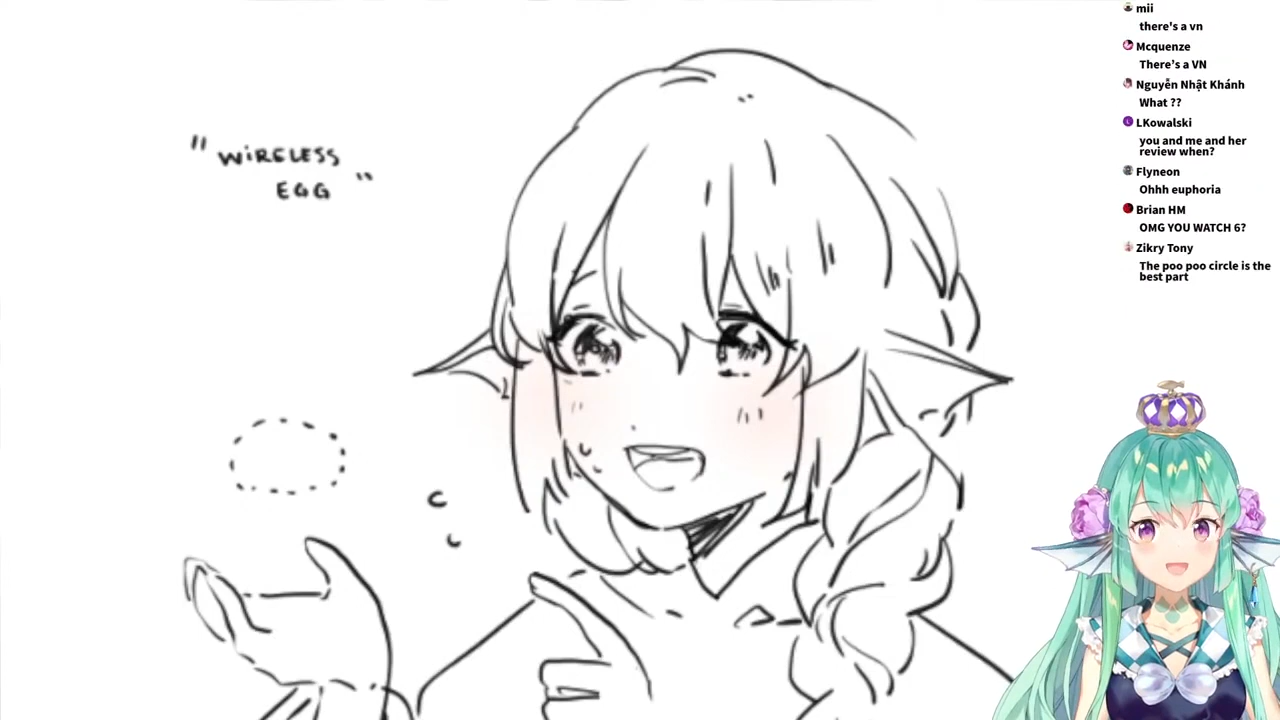 "WiRELESS
EGG"
mii
there's a vn
Mcquenze
There's a VN
Nguyễn Nhật Khánh
What ??
LKowalski
you and me and her
review when?
Flyneon
Ohhh euphoria
Brian HM
OMG YOU WATCH 6?
Zikry Tony
The poo poo circle is the
best part